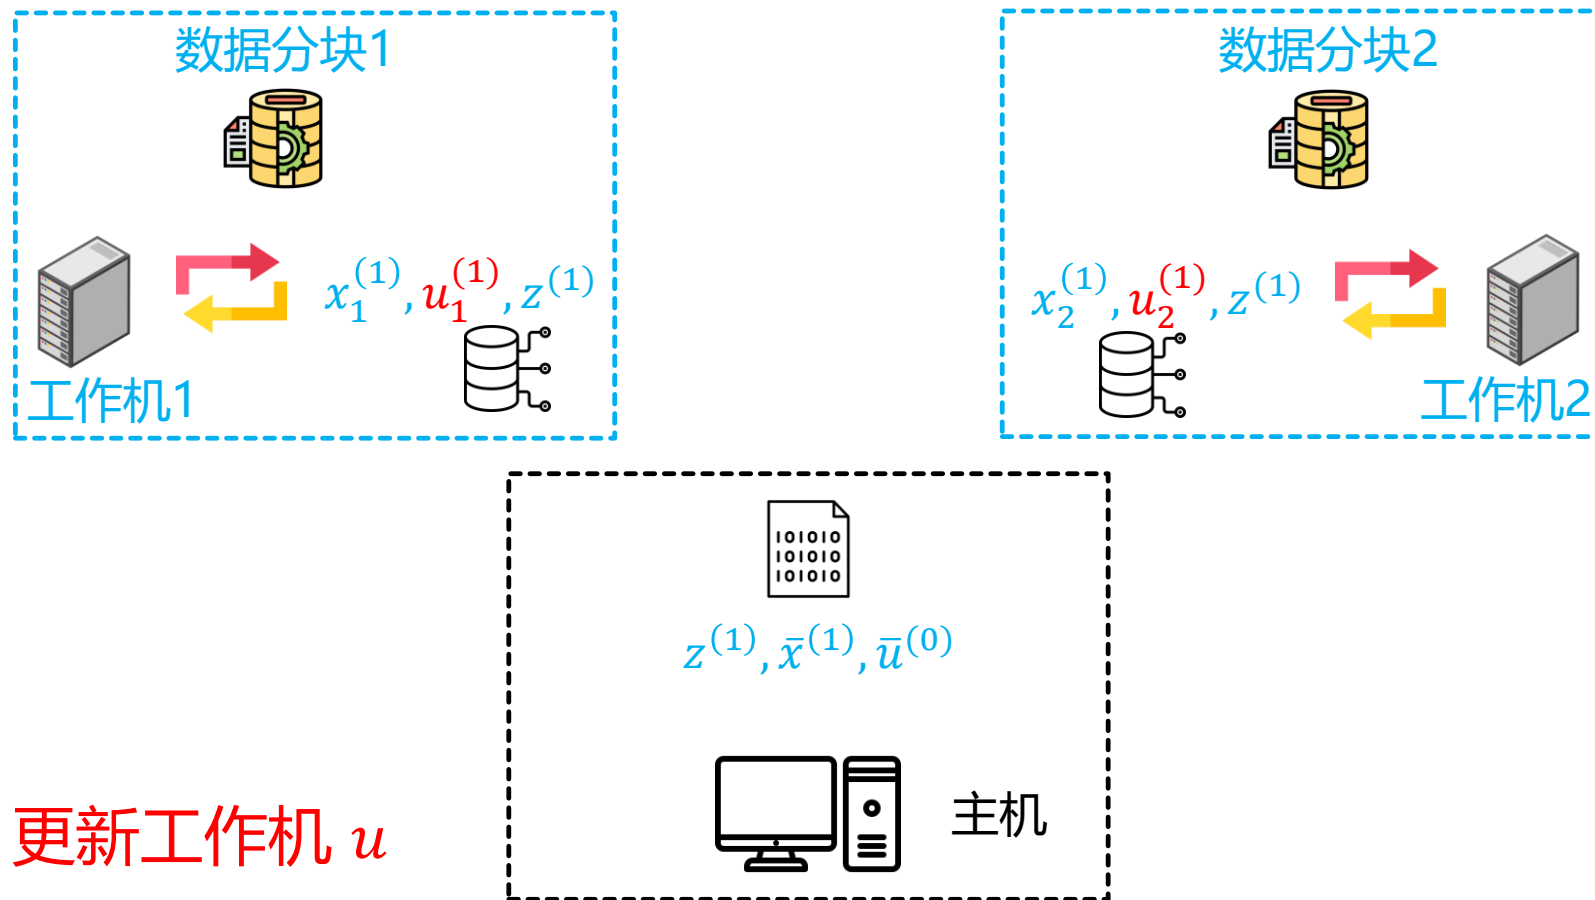 数据分块1
数据分块2
x_1^{(1)}, u_1^{(1)}, z^{(1)}
x_2^{(1)}, u_2^{(1)}, z^{(1)}
工作机1
工作机2
101010
101010
101010
z^{(1)}, x̄^{(1)}, ū^{(0)}
主机
更新工作机 u